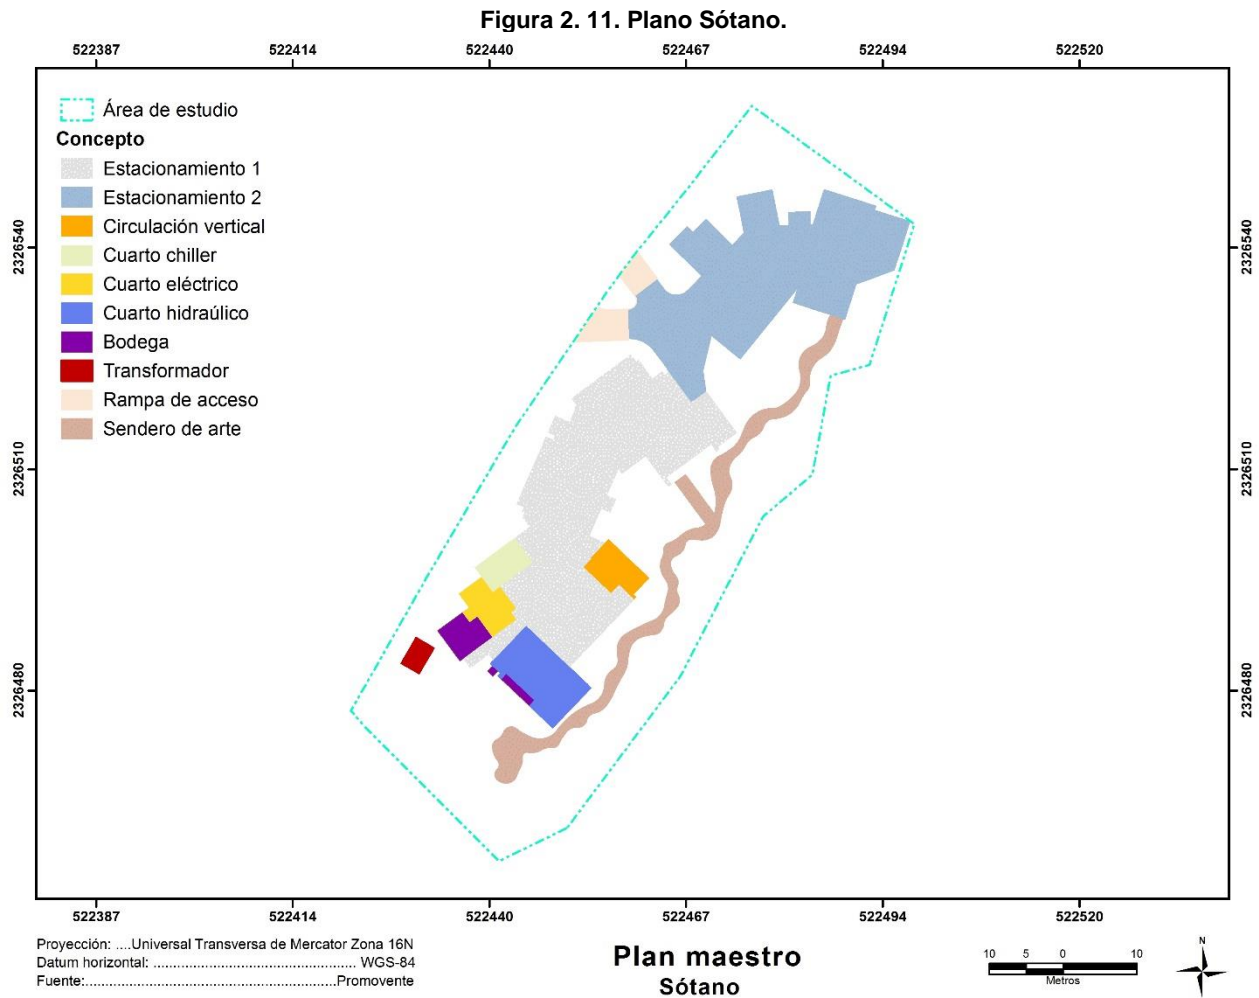 Figura 2. 11. Plano Sótano.
522387 522414 522440 522467 522494 522520
Área de estudio
Concepto
Estacionamiento 1
Estacionamiento 2
Circulación vertical
Cuarto chiller
Cuarto eléctrico
Cuarto hidraúlico
Bodega
Transformador
Rampa de acceso
Sendero de arte
2326540 2326540
2326510 2326510
2326480 2326480
522387 522414 522440 522467 522494 522520
Proyección: ....Universal Transversa de Mercator Zona 16N
Datum horizontal: .................................................. WGS-84
Fuente:..............................................................Promovente
Plan maestro
Sótano
10 5 0 10
Metros
N